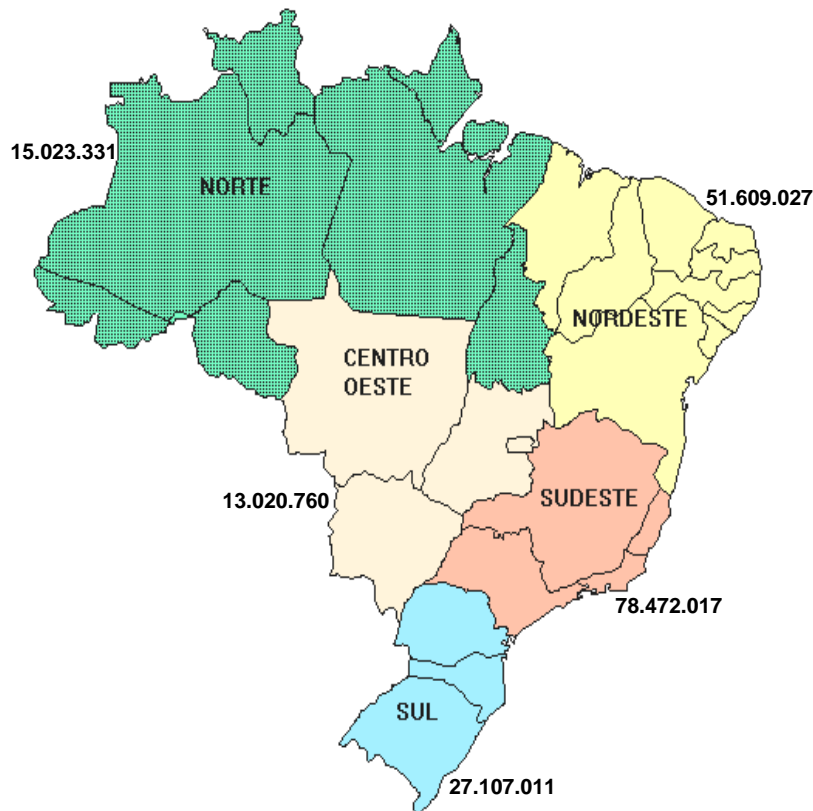 15.023.331
NORTE
51.609.027
NORDESTE
CENTRO
OESTE
13.020.760
SUDESTE
78.472.017
SUL
27.107.011